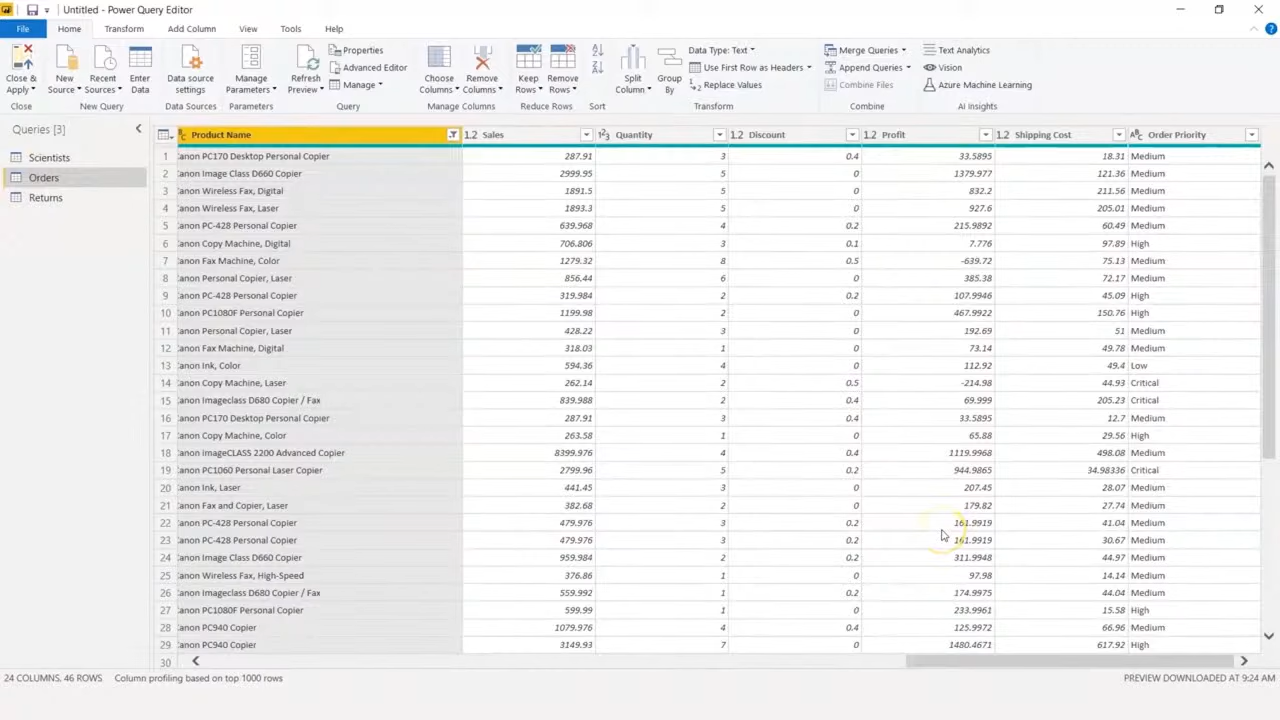 Untitled - Power Query Editor
File Home Transform Add Column View Tools Help
Close & Apply New Source Recent Sources Enter Data Data source settings Manage Parameters Refresh Preview Properties Advanced Editor Manage Choose Columns Remove Columns Keep Rows Remove Rows Split Column Group By Data Type: Text Use First Row as Headers Replace Values Merge Queries Append Queries Combine Files Text Analytics Vision Azure Machine Learning
Close New Query Data Sources Parameters Query Manage Columns Reduce Rows Sort Transform Combine AI Insights
Queries [3]
Scientists
Orders
Returns
Product Name 1.2 Sales 123 Quantity 1.2 Discount 1.2 Profit 1.2 Shipping Cost ABC Order Priority
1 Canon PC170 Desktop Personal Copier 287.91 3 0.4 33.5895 18.31 Medium
2 Canon Image Class D660 Copier 2999.95 5 0 1379.977 121.36 Medium
3 Canon Wireless Fax, Digital 1891.5 5 0 832.2 211.56 Medium
4 Canon Wireless Fax, Laser 1893.3 5 0 927.6 205.01 Medium
5 Canon PC-428 Personal Copier 639.968 4 0.2 215.9892 60.49 Medium
6 Canon Copy Machine, Digital 706.806 3 0.1 7.776 97.89 High
7 Canon Fax Machine, Color 1279.32 8 0.5 -639.72 75.13 Medium
8 Canon Personal Copier, Laser 856.44 6 0 385.38 72.17 Medium
9 Canon PC-428 Personal Copier 319.984 2 0.2 107.9946 45.09 High
10 Canon PC1080F Personal Copier 1199.98 2 0 467.9922 150.76 High
11 Canon Personal Copier, Laser 428.22 3 0 192.69 51 Medium
12 Canon Fax Machine, Digital 318.03 1 0 73.14 49.78 Medium
13 Canon Ink, Color 594.36 4 0 112.92 49.4 Low
14 Canon Copy Machine, Laser 262.14 2 0.5 -214.98 44.93 Critical
15 Canon Imageclass D680 Copier / Fax 839.988 2 0.4 69.999 205.23 Critical
16 Canon PC170 Desktop Personal Copier 287.91 3 0.4 33.5895 12.7 Medium
17 Canon Copy Machine, Color 263.58 1 0 65.88 29.56 High
18 Canon imageCLASS 2200 Advanced Copier 8399.976 4 0.4 1119.9968 498.08 Medium
19 Canon PC1060 Personal Laser Copier 2799.96 5 0.2 944.9865 34.98336 Critical
20 Canon Ink, Laser 441.45 3 0 207.45 28.07 Medium
21 Canon Fax and Copier, Laser 382.68 2 0 179.82 27.74 Medium
22 Canon PC-428 Personal Copier 479.976 3 0.2 161.9919 41.04 Medium
23 Canon PC-428 Personal Copier 479.976 3 0.2 161.9919 30.67 Medium
24 Canon Image Class D660 Copier 959.984 2 0.2 311.9948 44.97 Medium
25 Canon Wireless Fax, High-Speed 376.86 1 0 97.98 14.14 Medium
26 Canon Imageclass D680 Copier / Fax 559.992 1 0.2 174.9975 44.04 Medium
27 Canon PC1080F Personal Copier 599.99 1 0 233.9961 15.58 High
28 Canon PC940 Copier 1079.976 4 0.4 125.9972 66.96 Medium
29 Canon PC940 Copier 3149.93 7 0 1480.4671 617.92 High
30
24 COLUMNS, 46 ROWS Column profiling based on top 1000 rows PREVIEW DOWNLOADED AT 9:24 AM